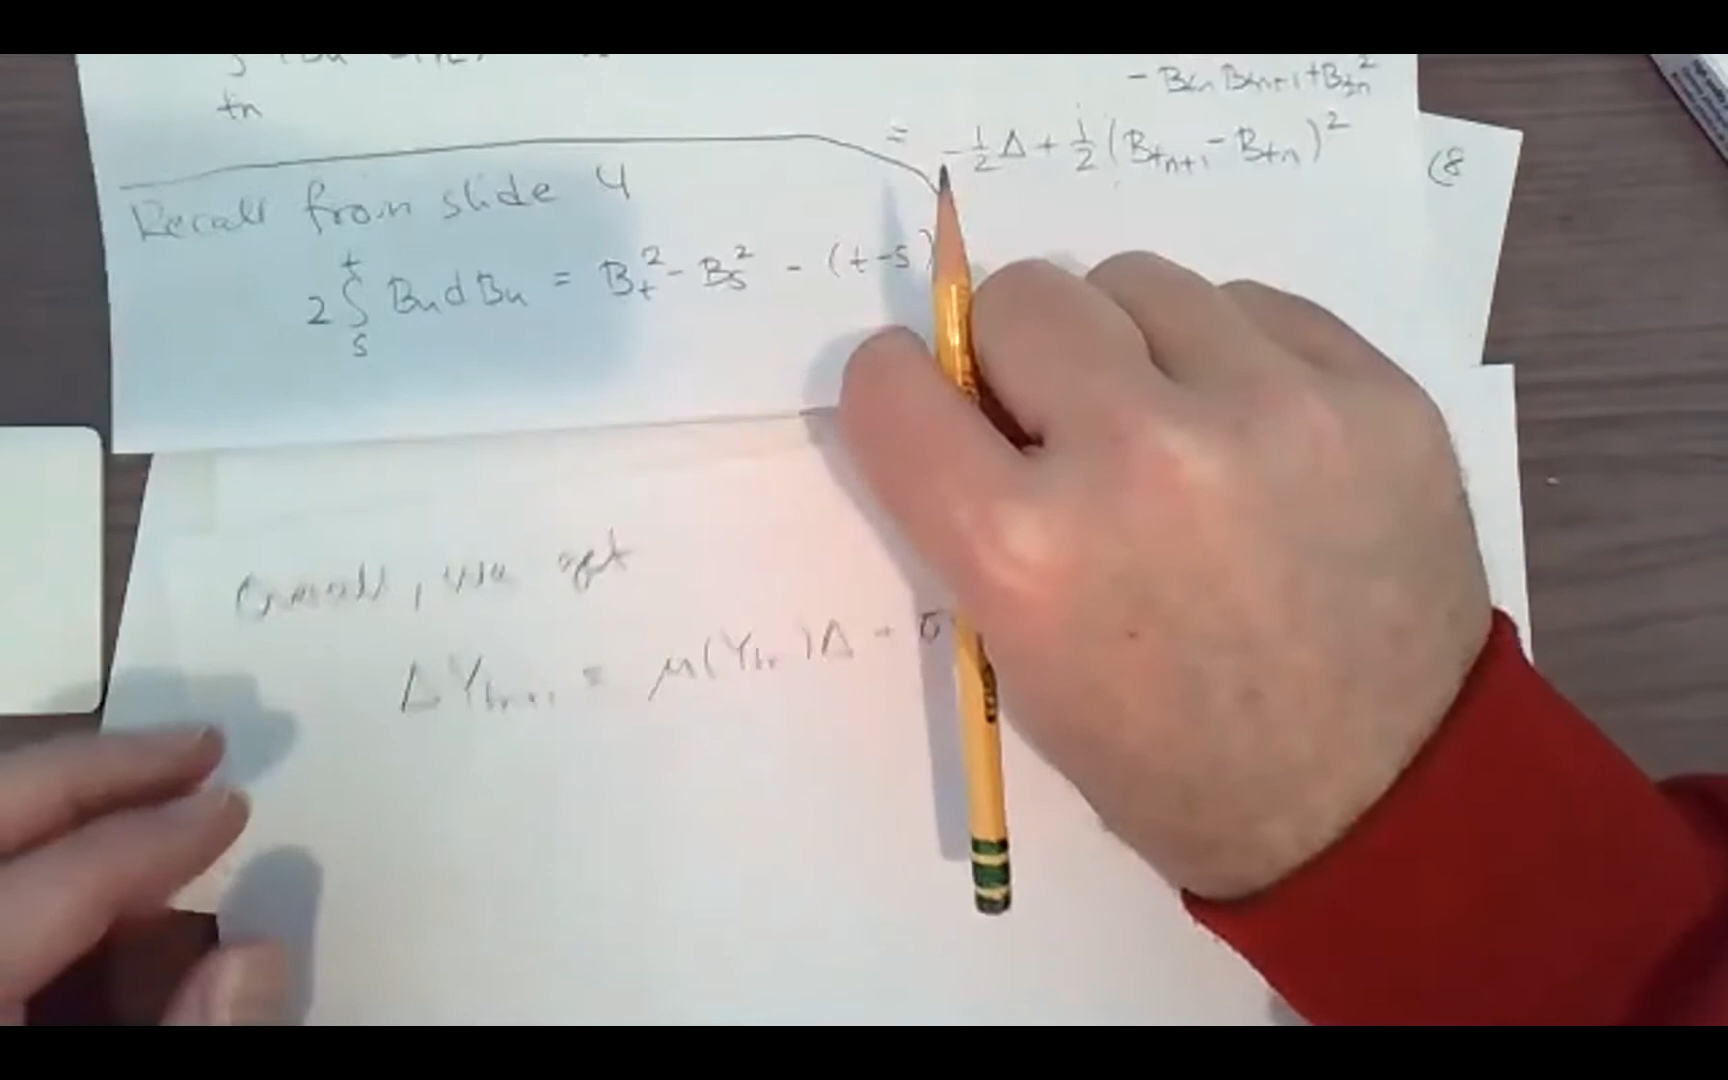 tn
- Btn Btn+1 + Btn²
= -½Δ + ½(Btn+1 - Btn)²
(8
Recall from slide 4
2 ∫ₛᵗ Bu dBu = Bt² - Bs² - (t-s)
Overall, we get
ΔYtn+1 = μ(Ytn)Δ + σ